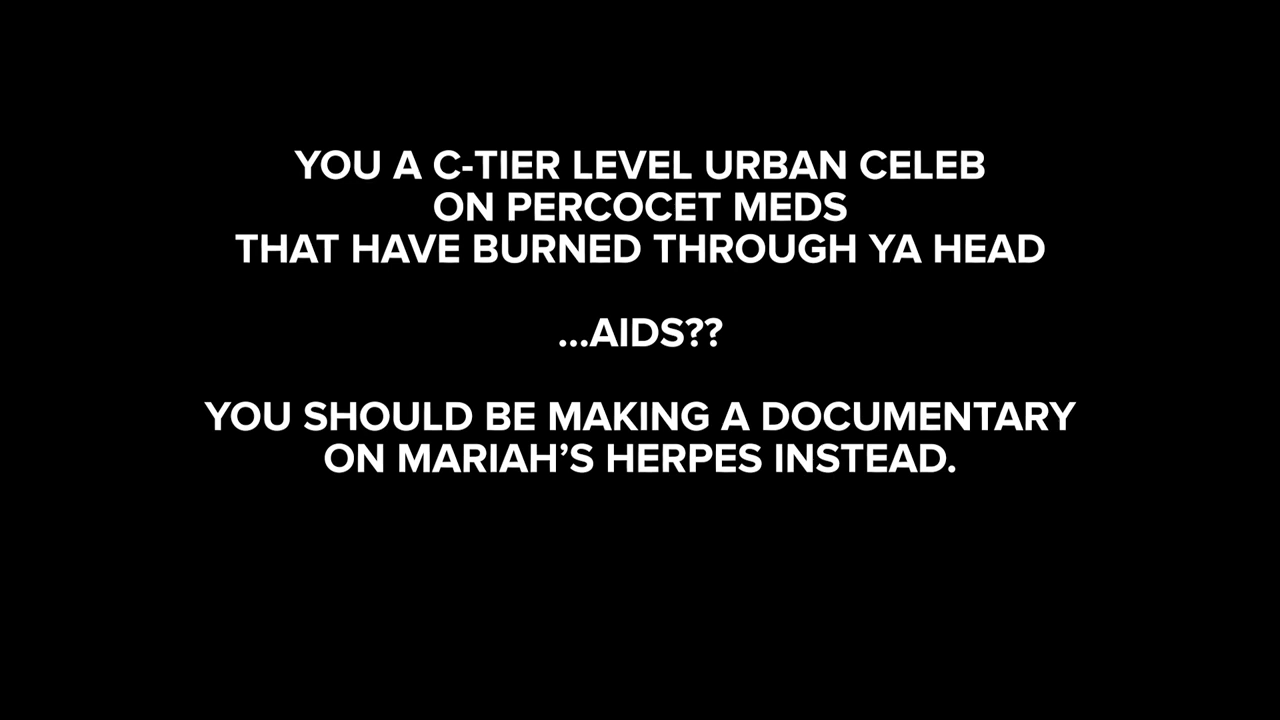 YOU A C-TIER LEVEL URBAN CELEB
ON PERCOCET MEDS
THAT HAVE BURNED THROUGH YA HEAD
...AIDS??
YOU SHOULD BE MAKING A DOCUMENTARY
ON MARIAH’S HERPES INSTEAD.